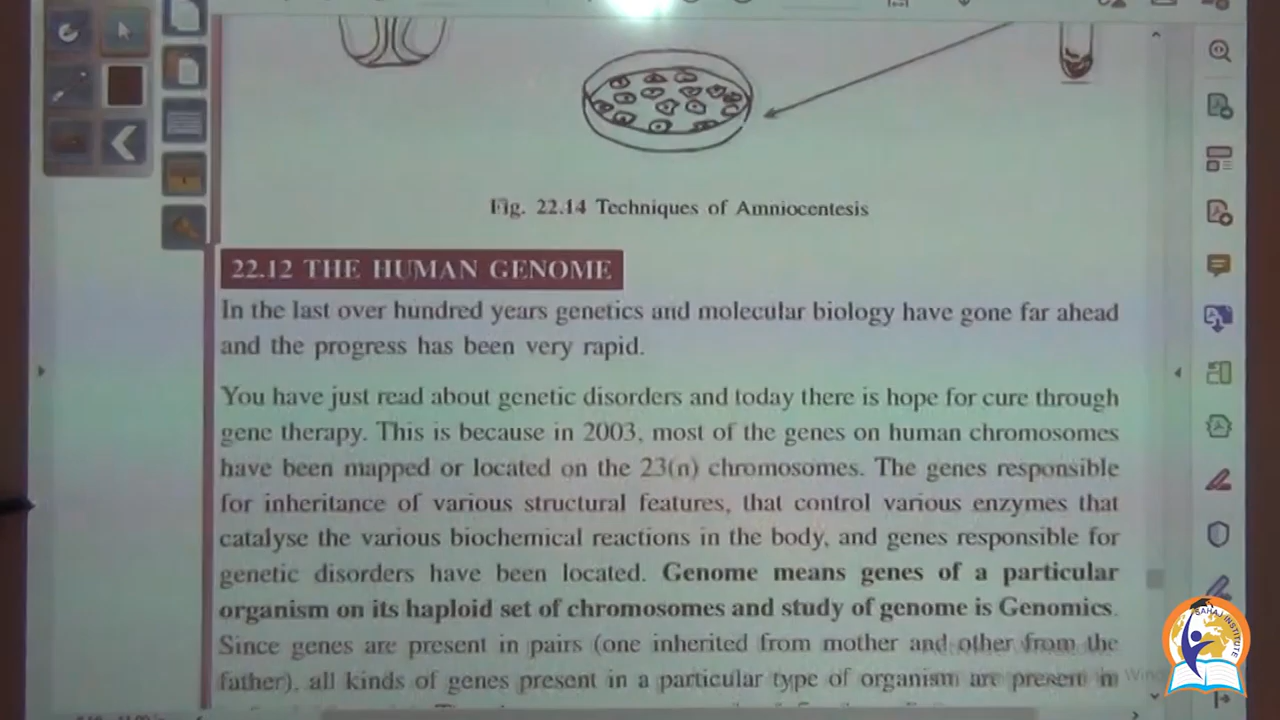 Fig. 22.14 Techniques of Amniocentesis
22.12 THE HUMAN GENOME
In the last over hundred years genetics and molecular biology have gone far ahead
and the progress has been very rapid.
You have just read about genetic disorders and today there is hope for cure through
gene therapy. This is because in 2003, most of the genes on human chromosomes
have been mapped or located on the 23(n) chromosomes. The genes responsible
for inheritance of various structural features, that control various enzymes that
catalyse the various biochemical reactions in the body, and genes responsible for
genetic disorders have been located. Genome means genes of a particular
organism on its haploid set of chromosomes and study of genome is Genomics.
Since genes are present in pairs (one inherited from mother and other from the
father), all kinds of genes present in a particular type of organism are present in
SAHAJ INSTITUTE